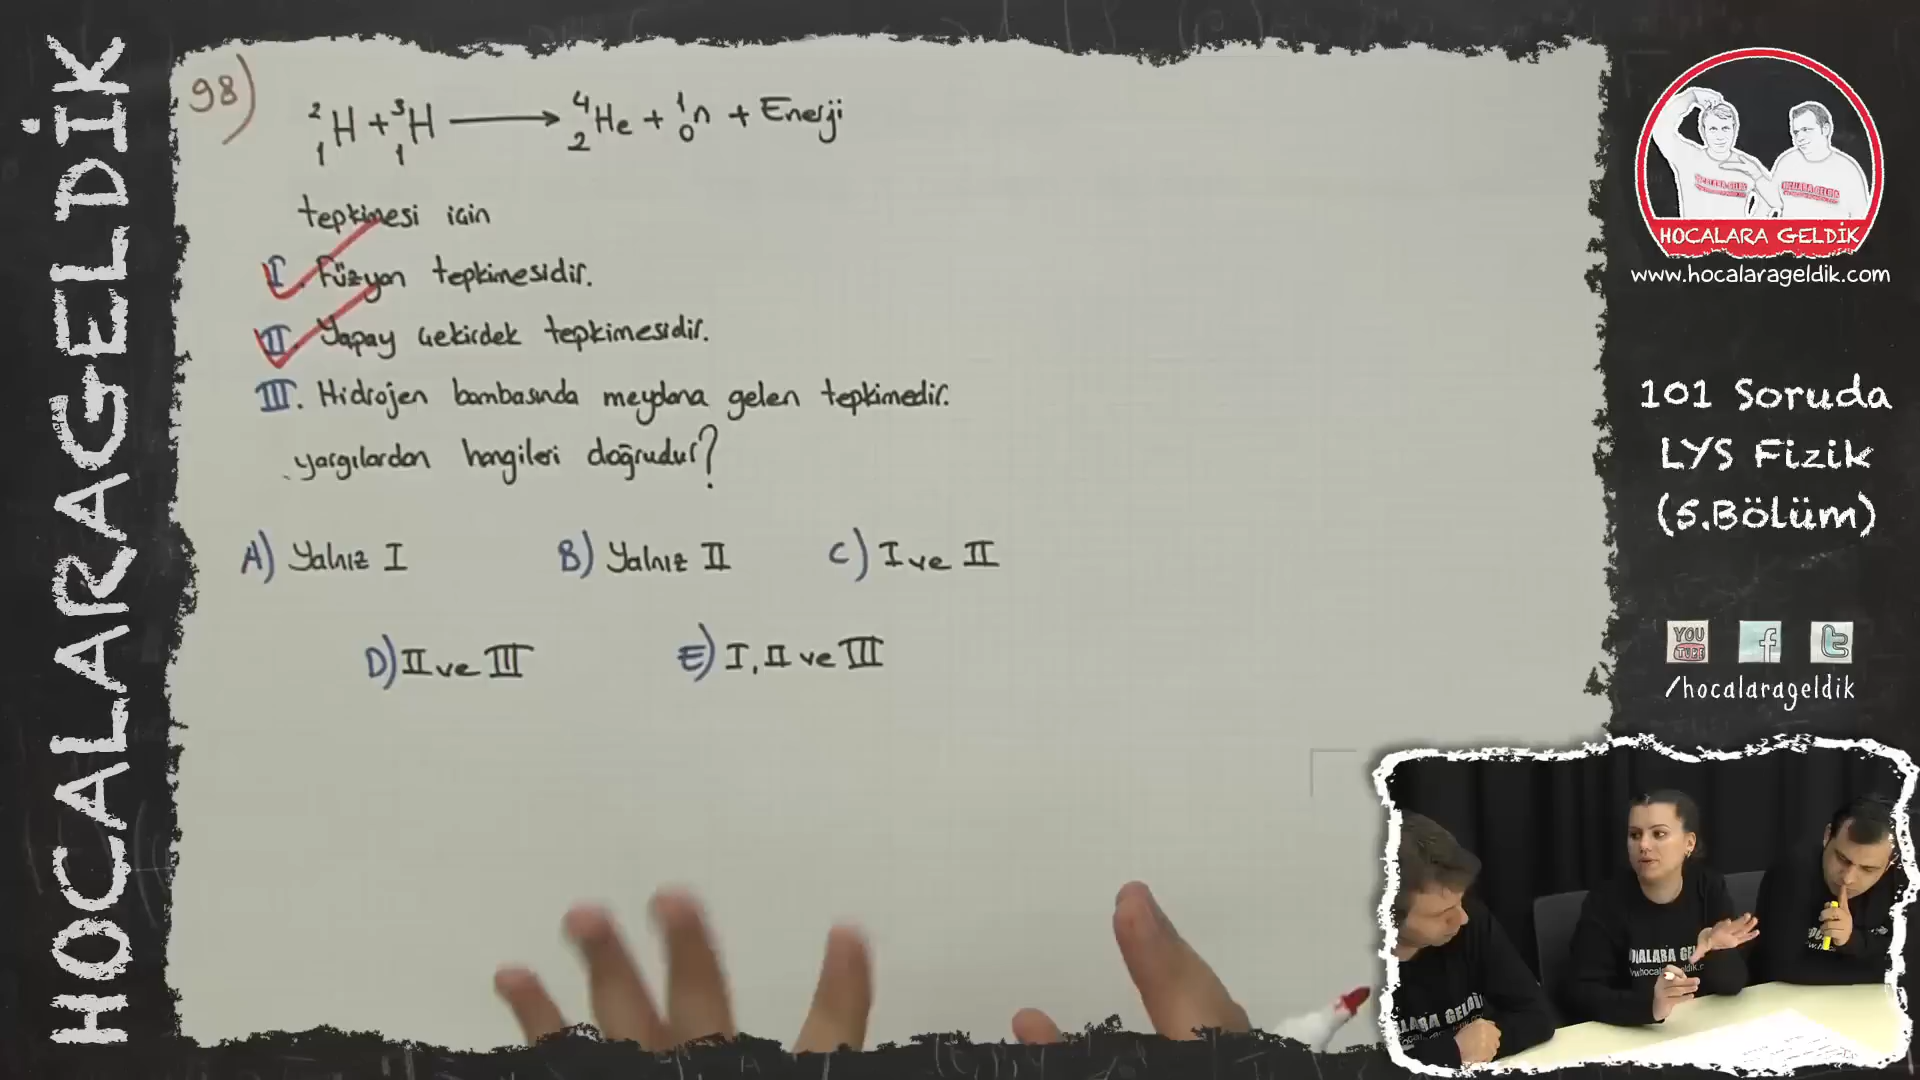 HOCALARAGELDİK
98)
²₁H + ³₁H ⟶ ⁴₂He + ¹₀n + Enerji
tepkimesi için
I. Füzyon tepkimesidir.
II. Yapay çekirdek tepkimesidir.
III. Hidrojen bombasında meydana gelen tepkimedir.
yargılardan hangileri doğrudur?
A) Yalnız I B) Yalnız II C) I ve II
D) II ve III E) I, II ve III
HOCALARA GELDİK
www.hocalarageldik.com
101 Soruda
LYS Fizik
(5.Bölüm)
YOU
TUBE
f
t
/hocalarageldik